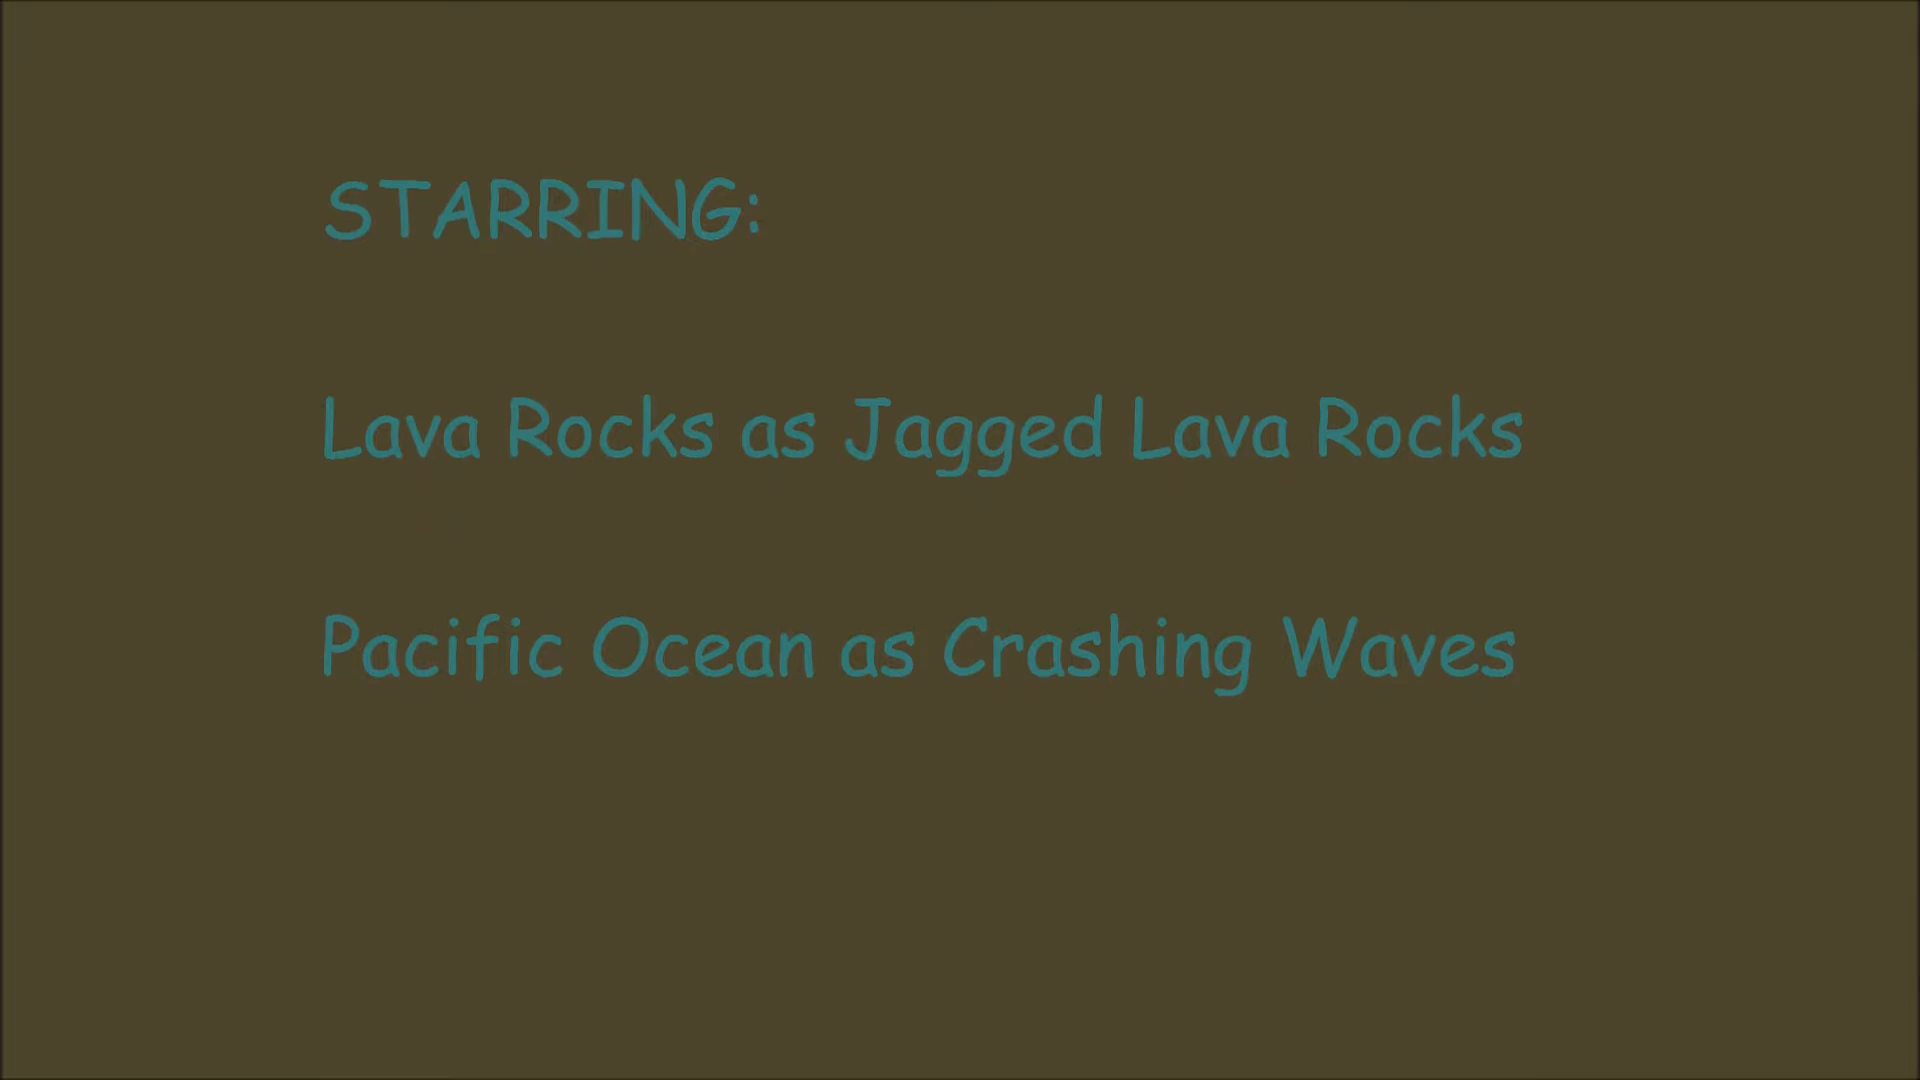 STARRING:
Lava Rocks as Jagged Lava Rocks
Pacific Ocean as Crashing Waves